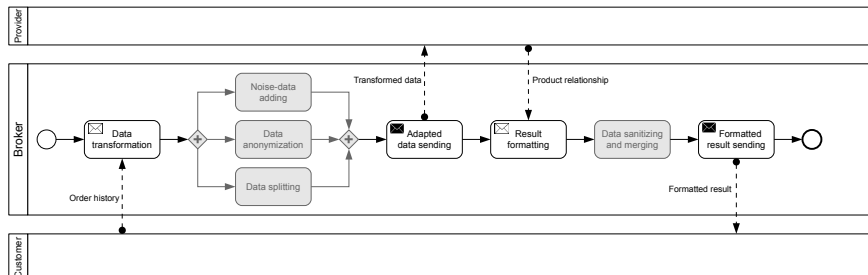 Provider
Broker
Customer
Noise-data
adding
Transformed data
Product relationship
Data
transformation
Data
anonymization
Adapted
data sending
Result
formatting
Data sanitizing
and merging
Formatted
result sending
Data splitting
Order history
Formatted result